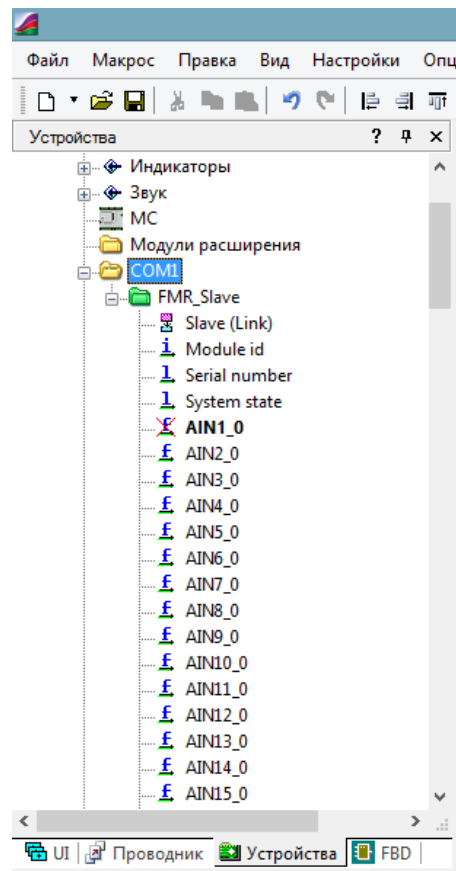 Файл Макрос Правка Вид Настройки Опц
Устройства ?
Индикаторы
Звук
МС
Модули расширения
COM1
FMR_Slave
Slave (Link)
Module id
Serial number
System state
AIN1_0
AIN2_0
AIN3_0
AIN4_0
AIN5_0
AIN6_0
AIN7_0
AIN8_0
AIN9_0
AIN10_0
AIN11_0
AIN12_0
AIN13_0
AIN14_0
AIN15_0
UI Проводник Устройства FBD